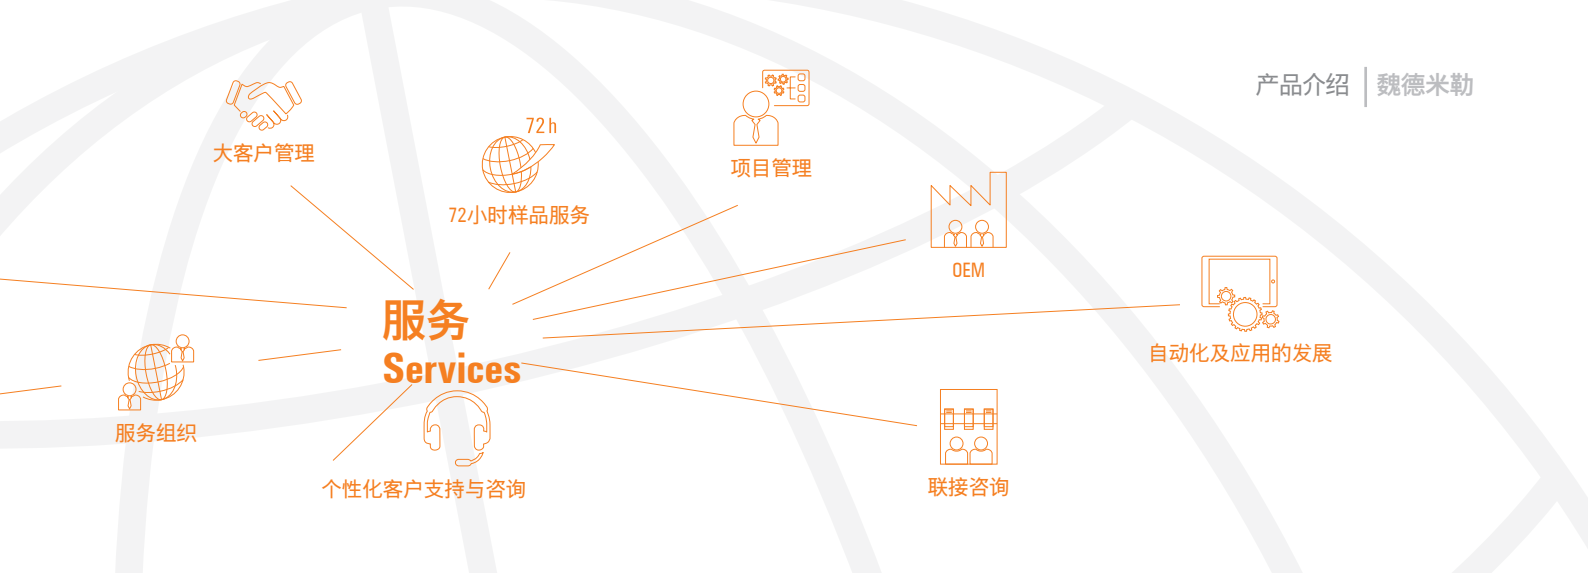 产品介绍 | 魏德米勒
72 h
大客户管理
项目管理
72小时样品服务
OEM
服务
Services
自动化及应用的发展
服务组织
个性化客户支持与咨询
联接咨询